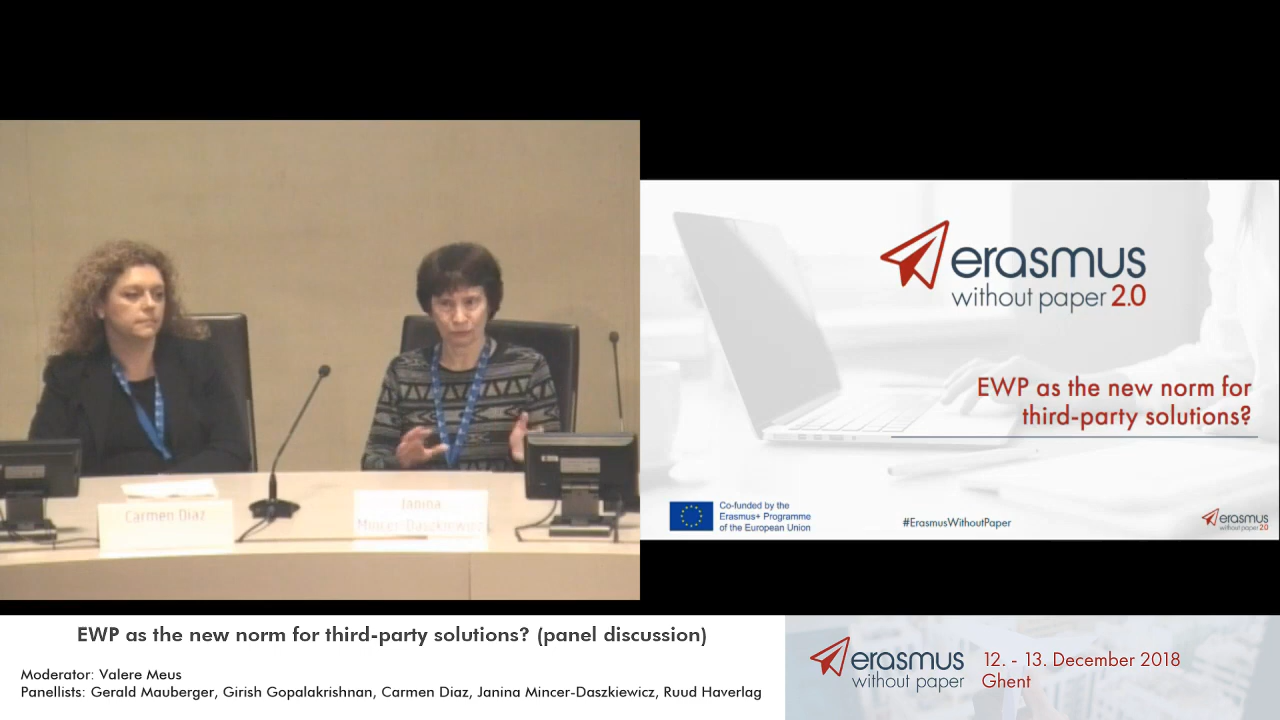 erasmus
without paper 2.0
EWP as the new norm for
third-party solutions?
Co-funded by the
Erasmus+ Programme
of the European Union
#ErasmusWithoutPaper
erasmus
without paper 2.0
Carmen Diaz
Janina
Mincer-Daszkiewicz
EWP as the new norm for third-party solutions? (panel discussion)
Moderator: Valere Meus
Panellists: Gerald Mauberger, Girish Gopalakrishnan, Carmen Diaz, Janina Mincer-Daszkiewicz, Ruud Haverlag
erasmus
without paper
12. - 13. December 2018
Ghent